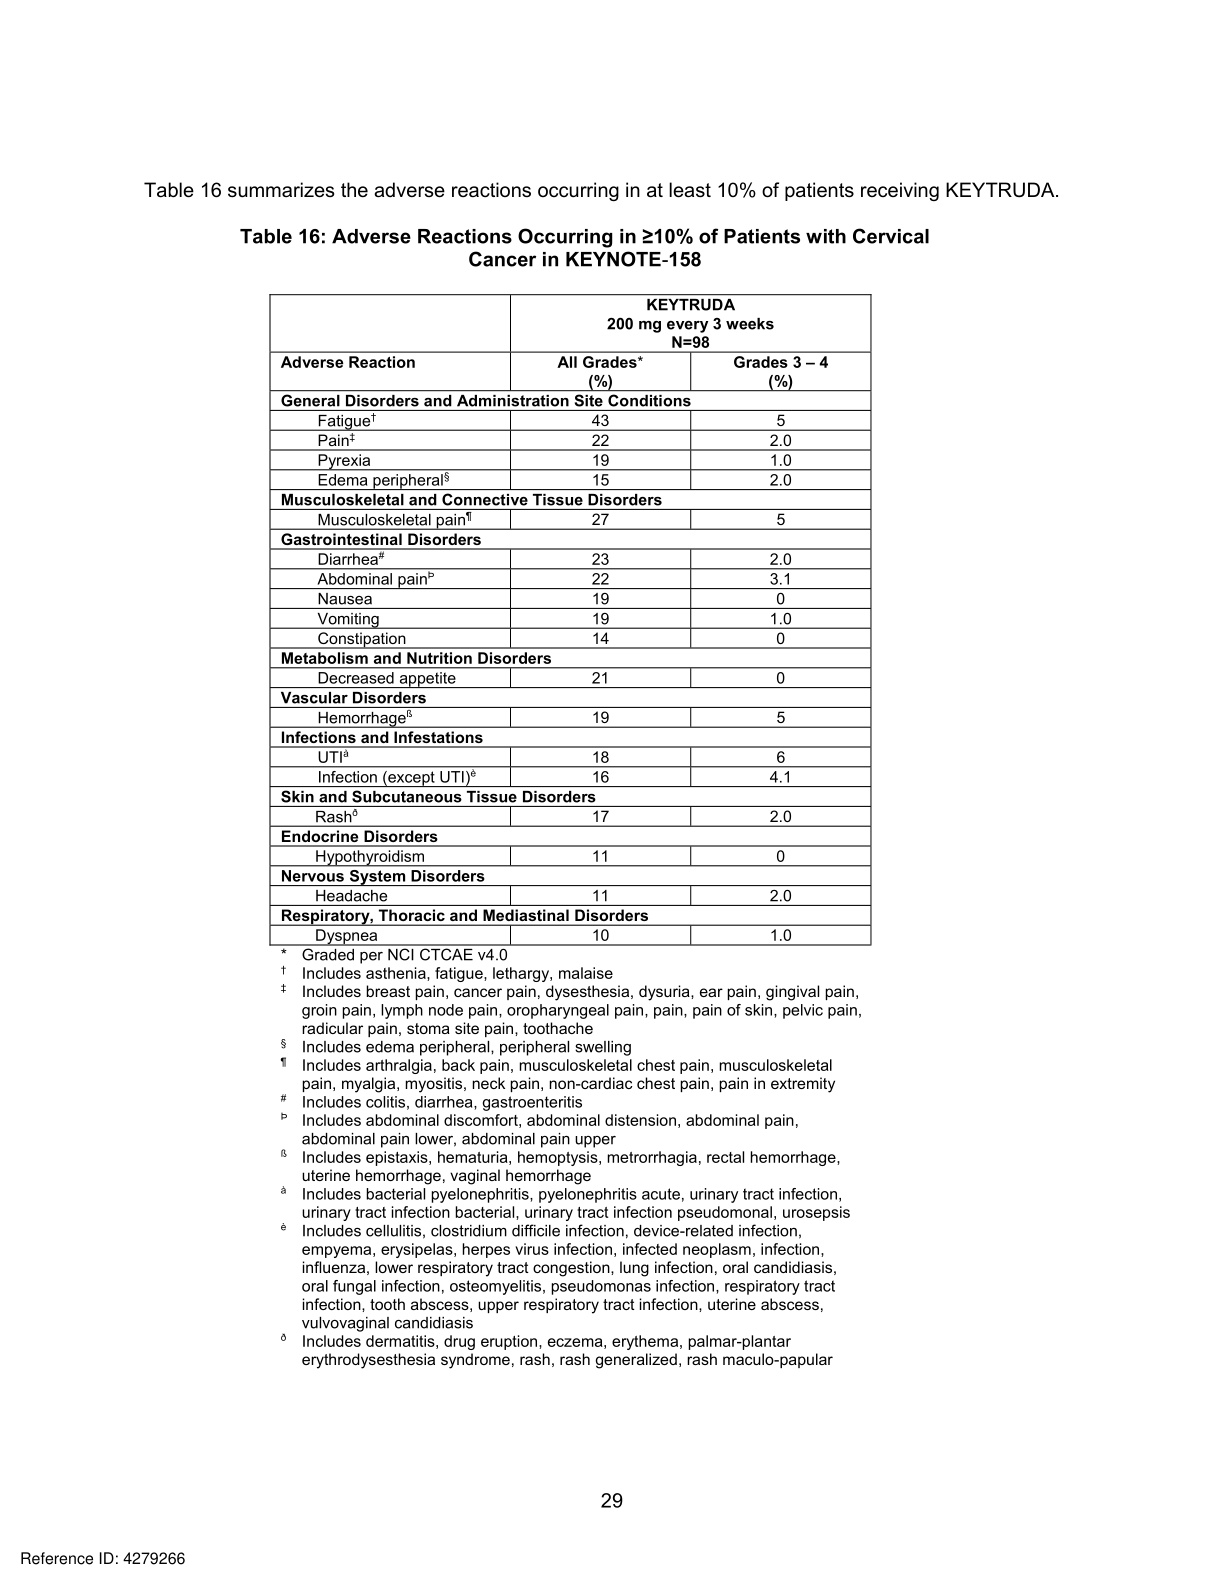 Table 16 summarizes the adverse reactions occurring in at least 10% of patients receiving KEYTRUDA.
Table 16: Adverse Reactions Occurring in ≥10% of Patients with Cervical
Cancer in KEYNOTE-158
KEYTRUDA
200 mg every 3 weeks
N=98
Adverse Reaction All Grades* Grades 3 – 4
(%) (%)
General Disorders and Administration Site Conditions
Fatigue† 43 5
Pain‡ 22 2.0
Pyrexia 19 1.0
Edema peripheral§ 15 2.0
Musculoskeletal and Connective Tissue Disorders
Musculoskeletal pain¶ 27 5
Gastrointestinal Disorders
Diarrhea# 23 2.0
Abdominal painÞ 22 3.1
Nausea 19 0
Vomiting 19 1.0
Constipation 14 0
Metabolism and Nutrition Disorders
Decreased appetite 21 0
Vascular Disorders
Hemorrhageß 19 5
Infections and Infestations
UTIà 18 6
Infection (except UTI)è 16 4.1
Skin and Subcutaneous Tissue Disorders
Rashð 17 2.0
Endocrine Disorders
Hypothyroidism 11 0
Nervous System Disorders
Headache 11 2.0
Respiratory, Thoracic and Mediastinal Disorders
Dyspnea 10 1.0
* Graded per NCI CTCAE v4.0
† Includes asthenia, fatigue, lethargy, malaise
‡ Includes breast pain, cancer pain, dysesthesia, dysuria, ear pain, gingival pain,
groin pain, lymph node pain, oropharyngeal pain, pain, pain of skin, pelvic pain,
radicular pain, stoma site pain, toothache
§ Includes edema peripheral, peripheral swelling
¶ Includes arthralgia, back pain, musculoskeletal chest pain, musculoskeletal
pain, myalgia, myositis, neck pain, non-cardiac chest pain, pain in extremity
# Includes colitis, diarrhea, gastroenteritis
Þ Includes abdominal discomfort, abdominal distension, abdominal pain,
abdominal pain lower, abdominal pain upper
ß Includes epistaxis, hematuria, hemoptysis, metrorrhagia, rectal hemorrhage,
uterine hemorrhage, vaginal hemorrhage
à Includes bacterial pyelonephritis, pyelonephritis acute, urinary tract infection,
urinary tract infection bacterial, urinary tract infection pseudomonal, urosepsis
è Includes cellulitis, clostridium difficile infection, device-related infection,
empyema, erysipelas, herpes virus infection, infected neoplasm, infection,
influenza, lower respiratory tract congestion, lung infection, oral candidiasis,
oral fungal infection, osteomyelitis, pseudomonas infection, respiratory tract
infection, tooth abscess, upper respiratory tract infection, uterine abscess,
vulvovaginal candidiasis
ð Includes dermatitis, drug eruption, eczema, erythema, palmar-plantar
erythrodysesthesia syndrome, rash, rash generalized, rash maculo-papular
29
Reference ID: 4279266